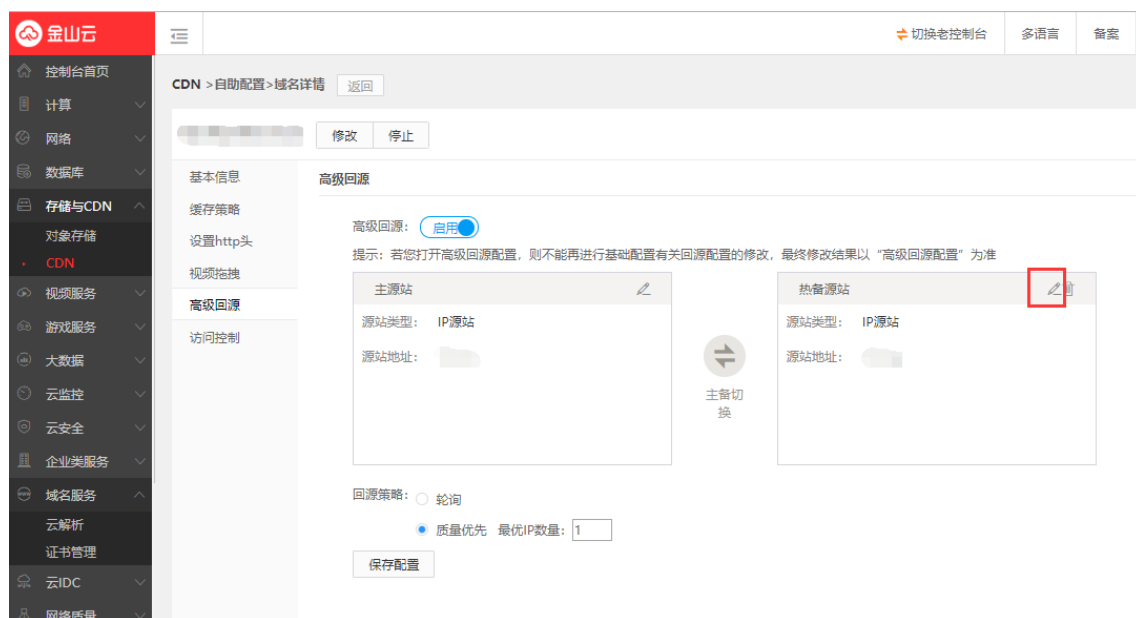 金山云
切换老控制台 多语言 备案
控制台首页
计算
网络
数据库
存储与CDN
对象存储
CDN
视频服务
游戏服务
大数据
云监控
云安全
企业类服务
域名服务
云解析
证书管理
云IDC
网络质量
CDN >自助配置>域名详情 返回
修改 停止
基本信息
缓存策略
设置http头
视频拖拽
高级回源
访问控制
高级回源
高级回源： 启用
提示：若您打开高级回源配置，则不能再进行基础配置有关回源配置的修改，最终修改结果以“高级回源配置”为准
主源站
源站类型： IP源站
源站地址：
主备切
换
热备源站
源站类型： IP源站
源站地址：
回源策略： 轮询
质量优先 最优IP数量： 1
保存配置